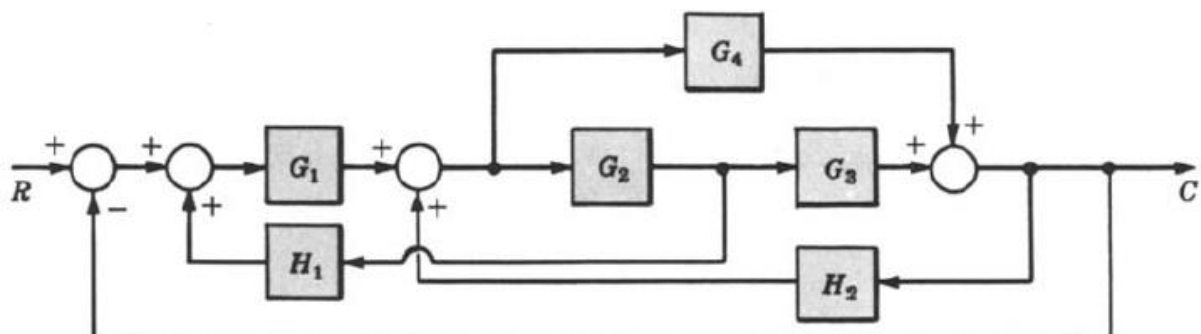 G₄
+
+ + + +
R G₁ G₂ G₃ C
− + +
H₁ H₂